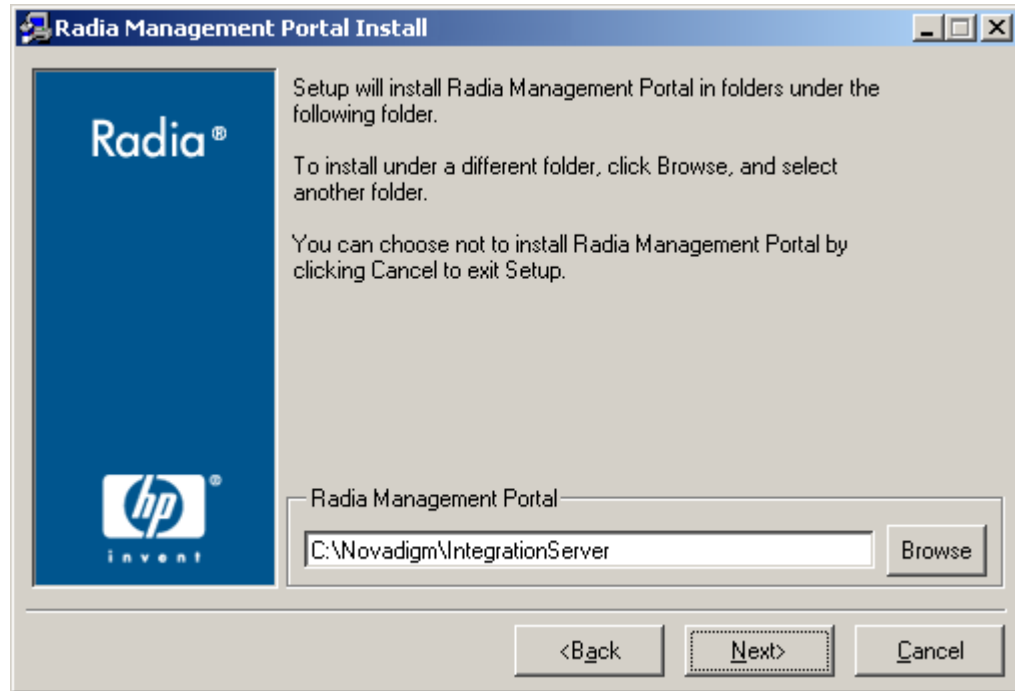 Radia Management Portal Install
Radia®
Setup will install Radia Management Portal in folders under the
following folder.
To install under a different folder, click Browse, and select
another folder.
You can choose not to install Radia Management Portal by
clicking Cancel to exit Setup.
hp®
invent
Radia Management Portal
C:\Novadigm\IntegrationServer
Browse
<Back
Next>
Cancel